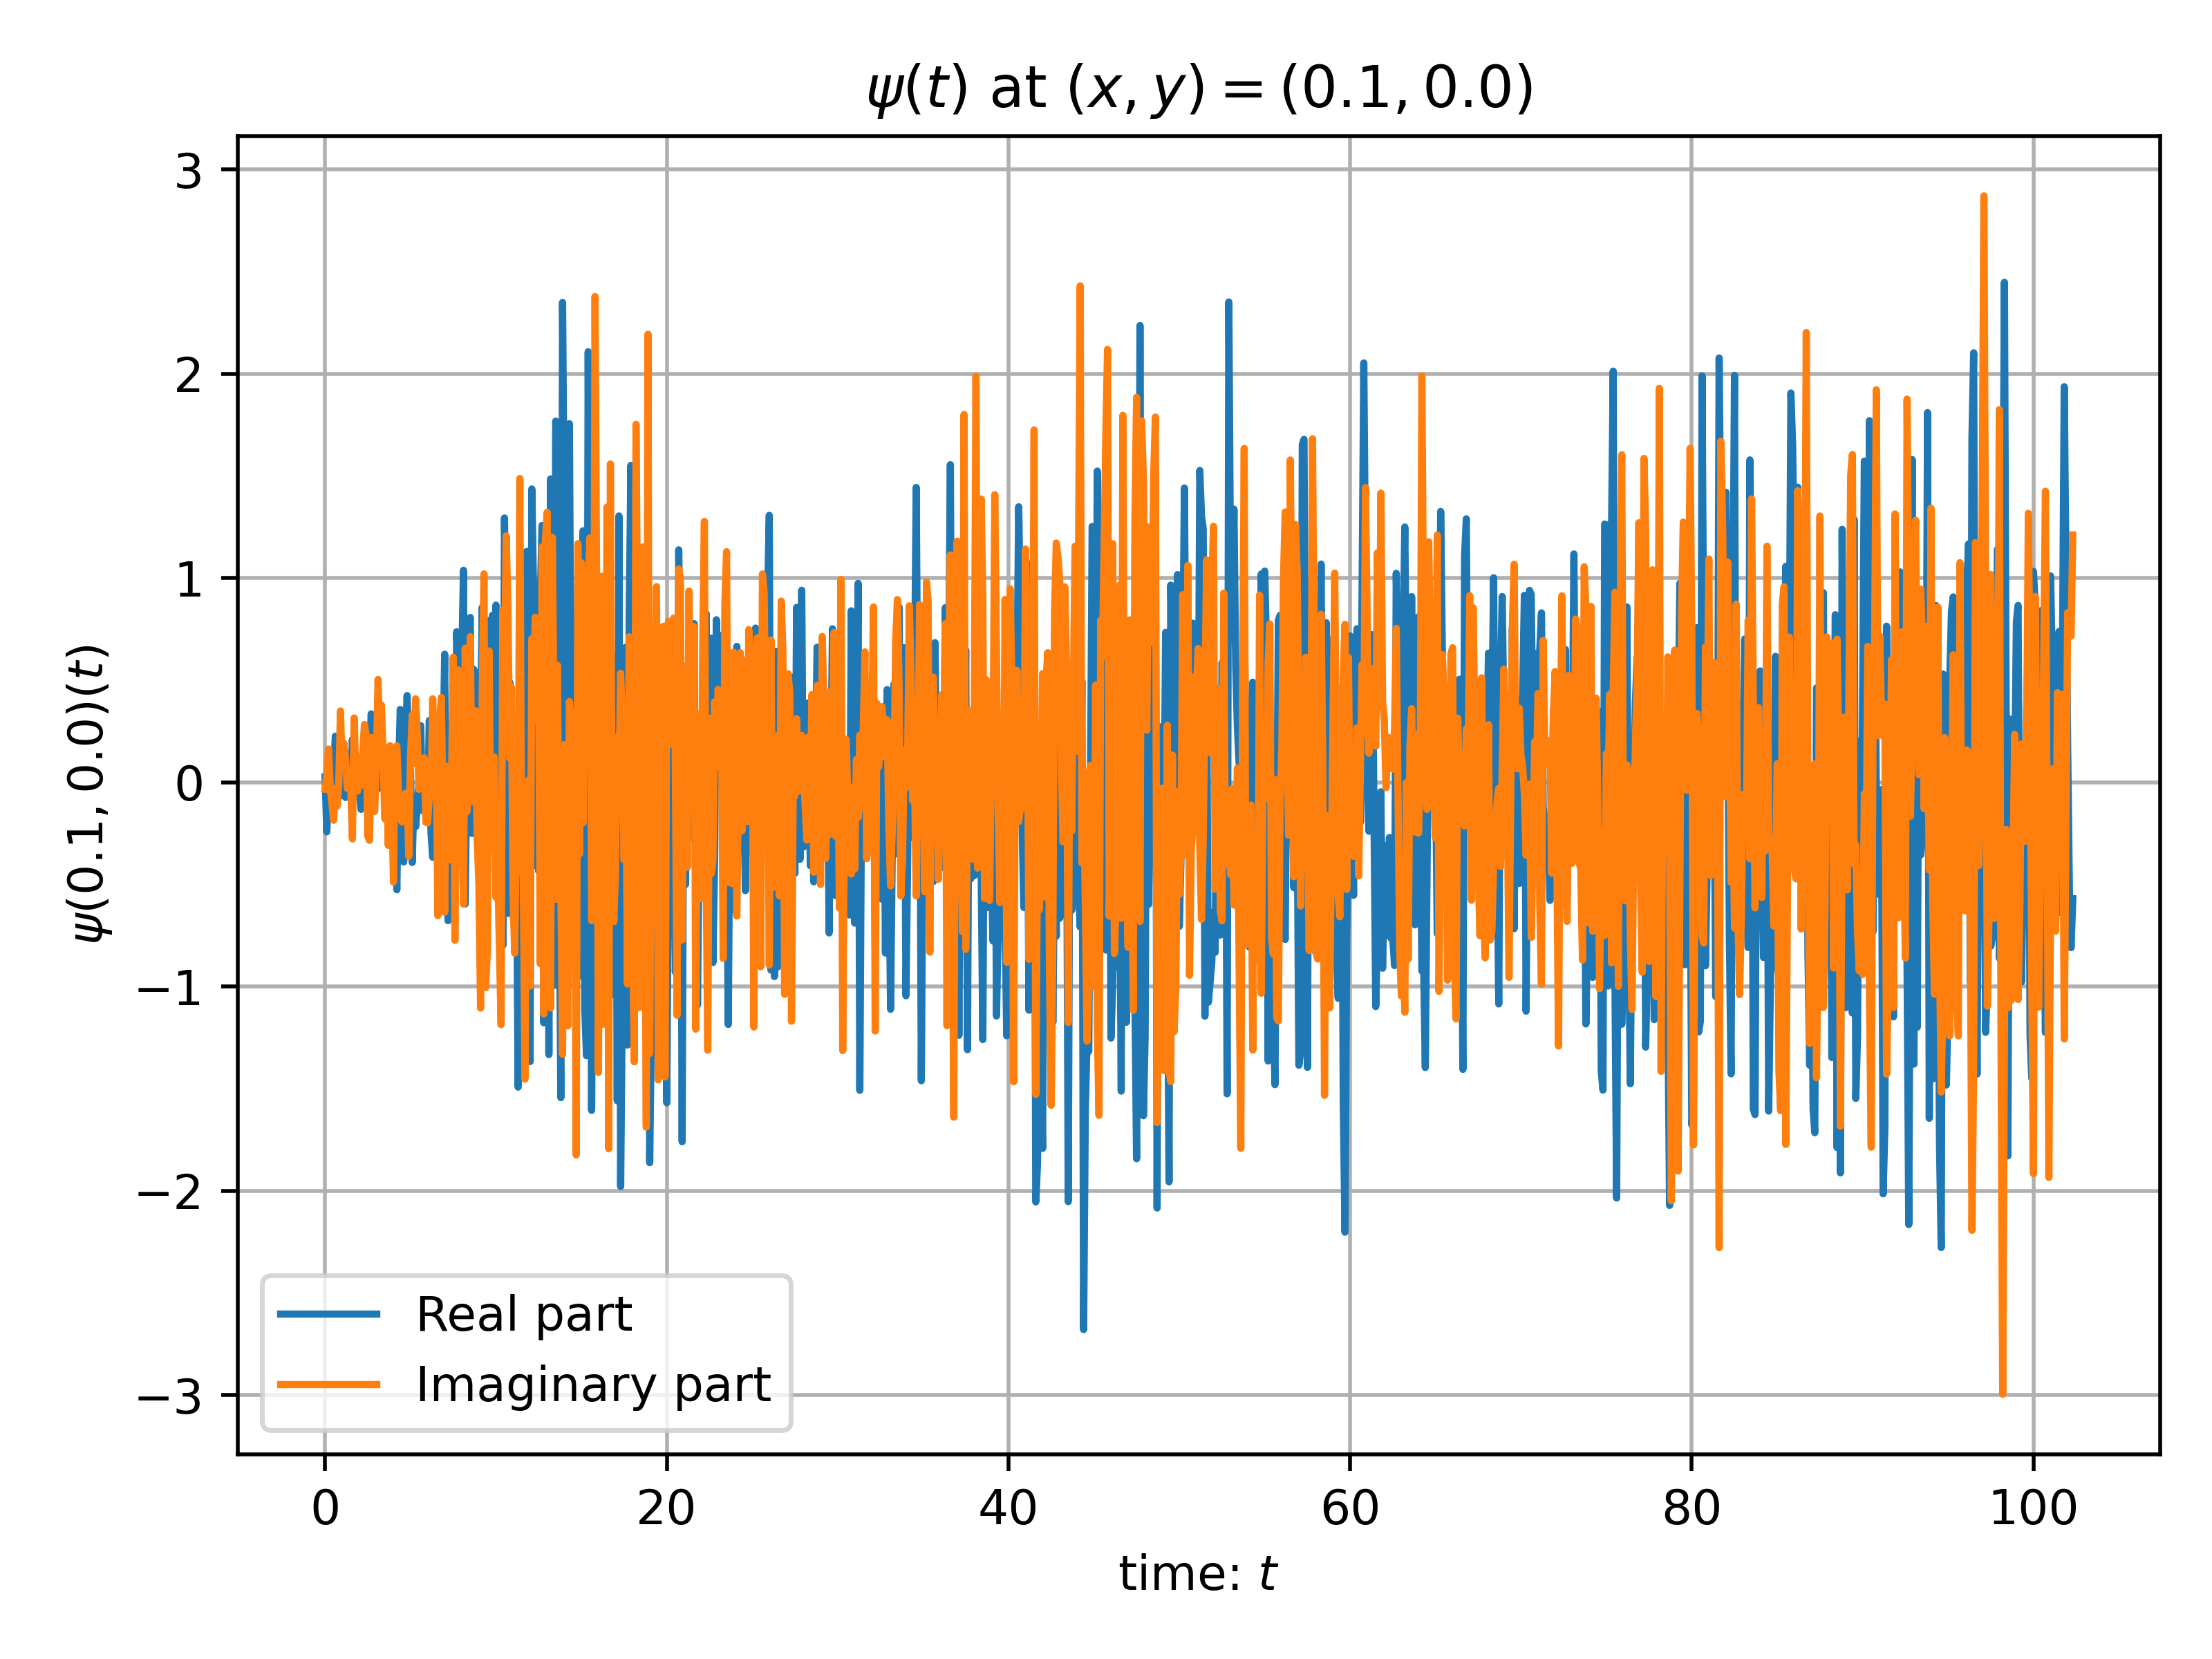 ψ(t) at (x, y) = (0.1, 0.0)
ψ(0.1, 0.0)(t)
3
2
1
0
−1
−2
−3
Real part
Imaginary part
0 20 40 60 80 100
time: t